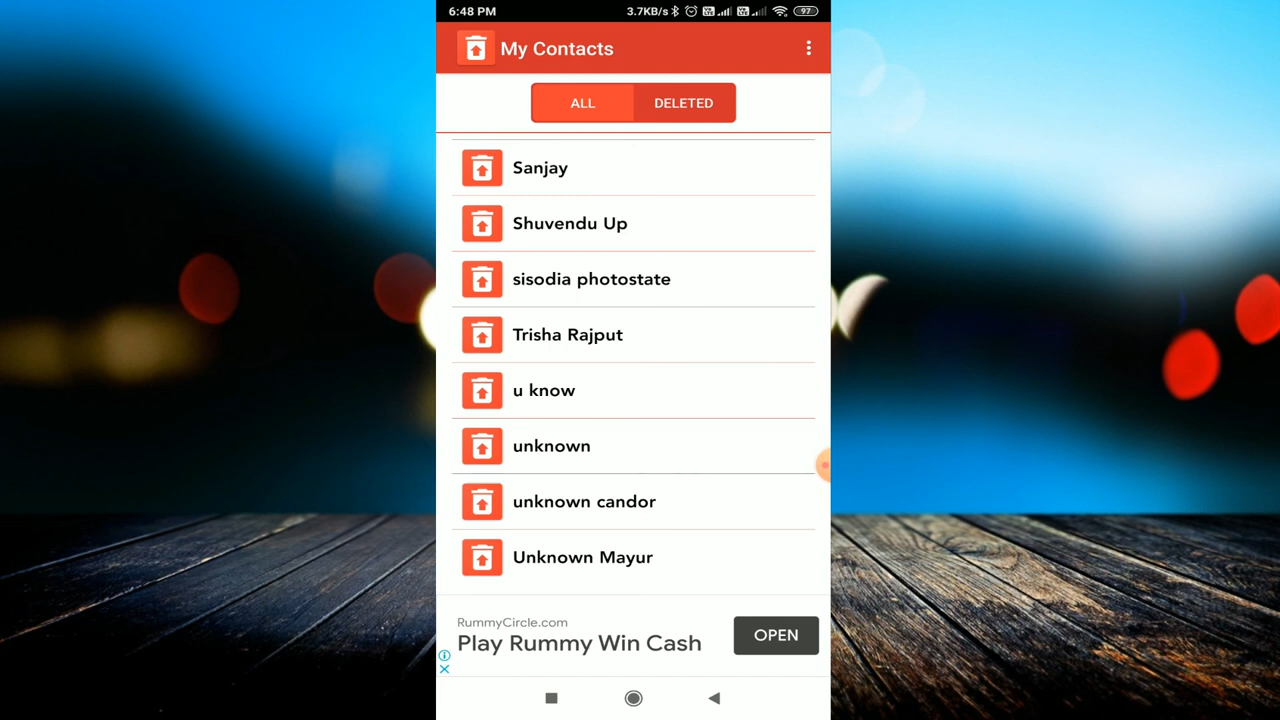 6:48 PM
3.7KB/s
97
My Contacts
ALL
DELETED
Sanjay
Shuvendu Up
sisodia photostate
Trisha Rajput
u know
unknown
unknown candor
Unknown Mayur
RummyCircle.com
Play Rummy Win Cash
OPEN